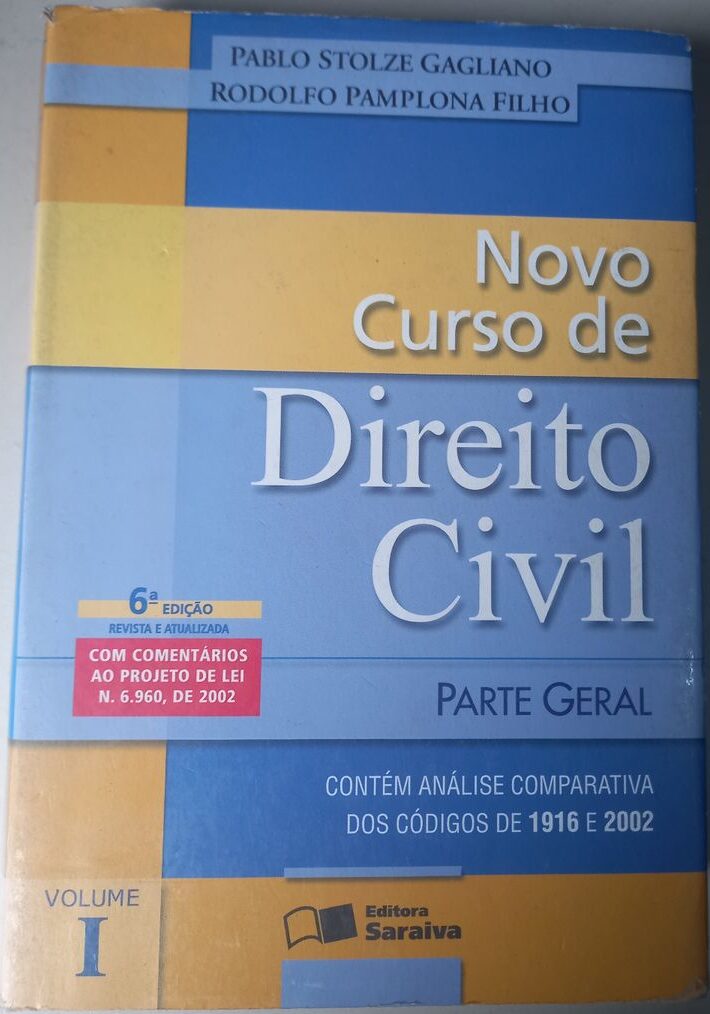 PABLO STOLZE GAGLIANO
RODOLFO PAMPLONA FILHO
Novo
Curso de
Direito
Civil
6ª EDIÇÃO
REVISTA E ATUALIZADA
COM COMENTÁRIOS
AO PROJETO DE LEI
N. 6.960, DE 2002
PARTE GERAL
CONTÉM ANÁLISE COMPARATIVA
DOS CÓDIGOS DE 1916 E 2002
VOLUME
I
Editora
Saraiva